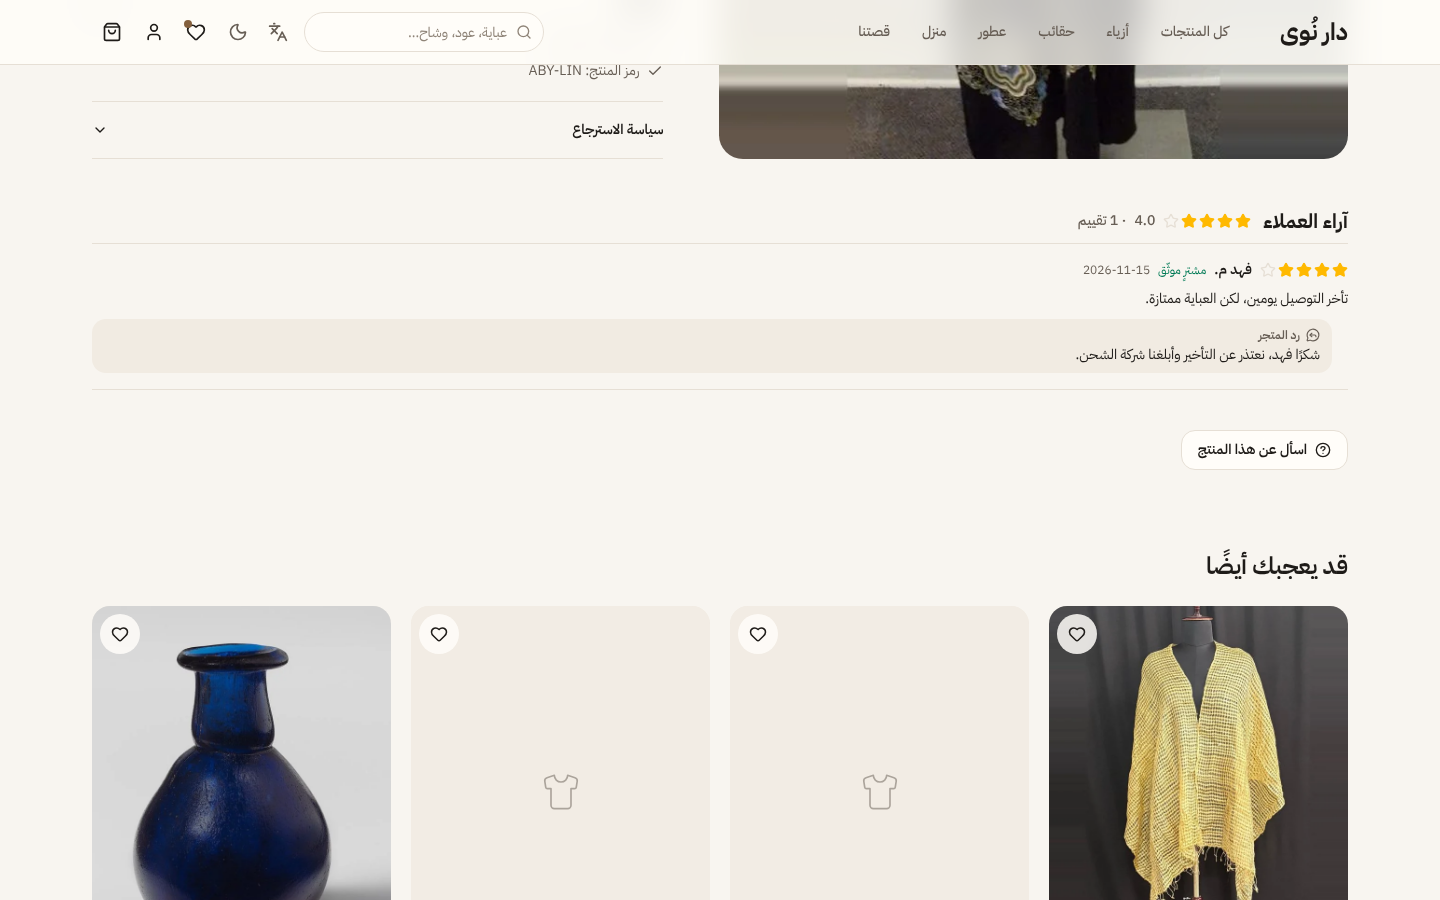 دار نُوى
كل المنتجات
أزياء
حقائب
عطور
منزل
قصتنا
عباية، عود، وشاح...
رمز المنتج: ABY-LIN
سياسة الاسترجاع
آراء العملاء 4.0 · 1 تقييم
فهد م. مشترٍ موثّق 2026-11-15
تأخر التوصيل يومين، لكن العباية ممتازة.
رد المتجر
شكرًا فهد، نعتذر عن التأخير وأبلغنا شركة الشحن.
اسأل عن هذا المنتج
قد يعجبك أيضًا